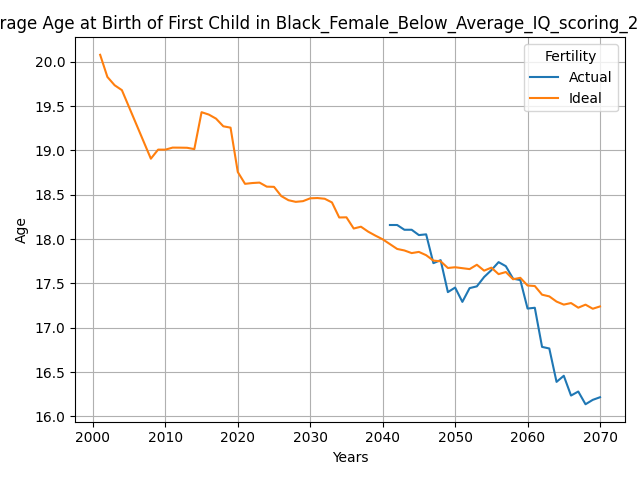 rage Age at Birth of First Child in Black_Female_Below_Average_IQ_scoring_2
Fertility
Actual
Ideal
20.0
19.5
19.0
18.5
18.0
17.5
17.0
16.5
16.0
Age
2000 2010 2020 2030 2040 2050 2060 2070
Years